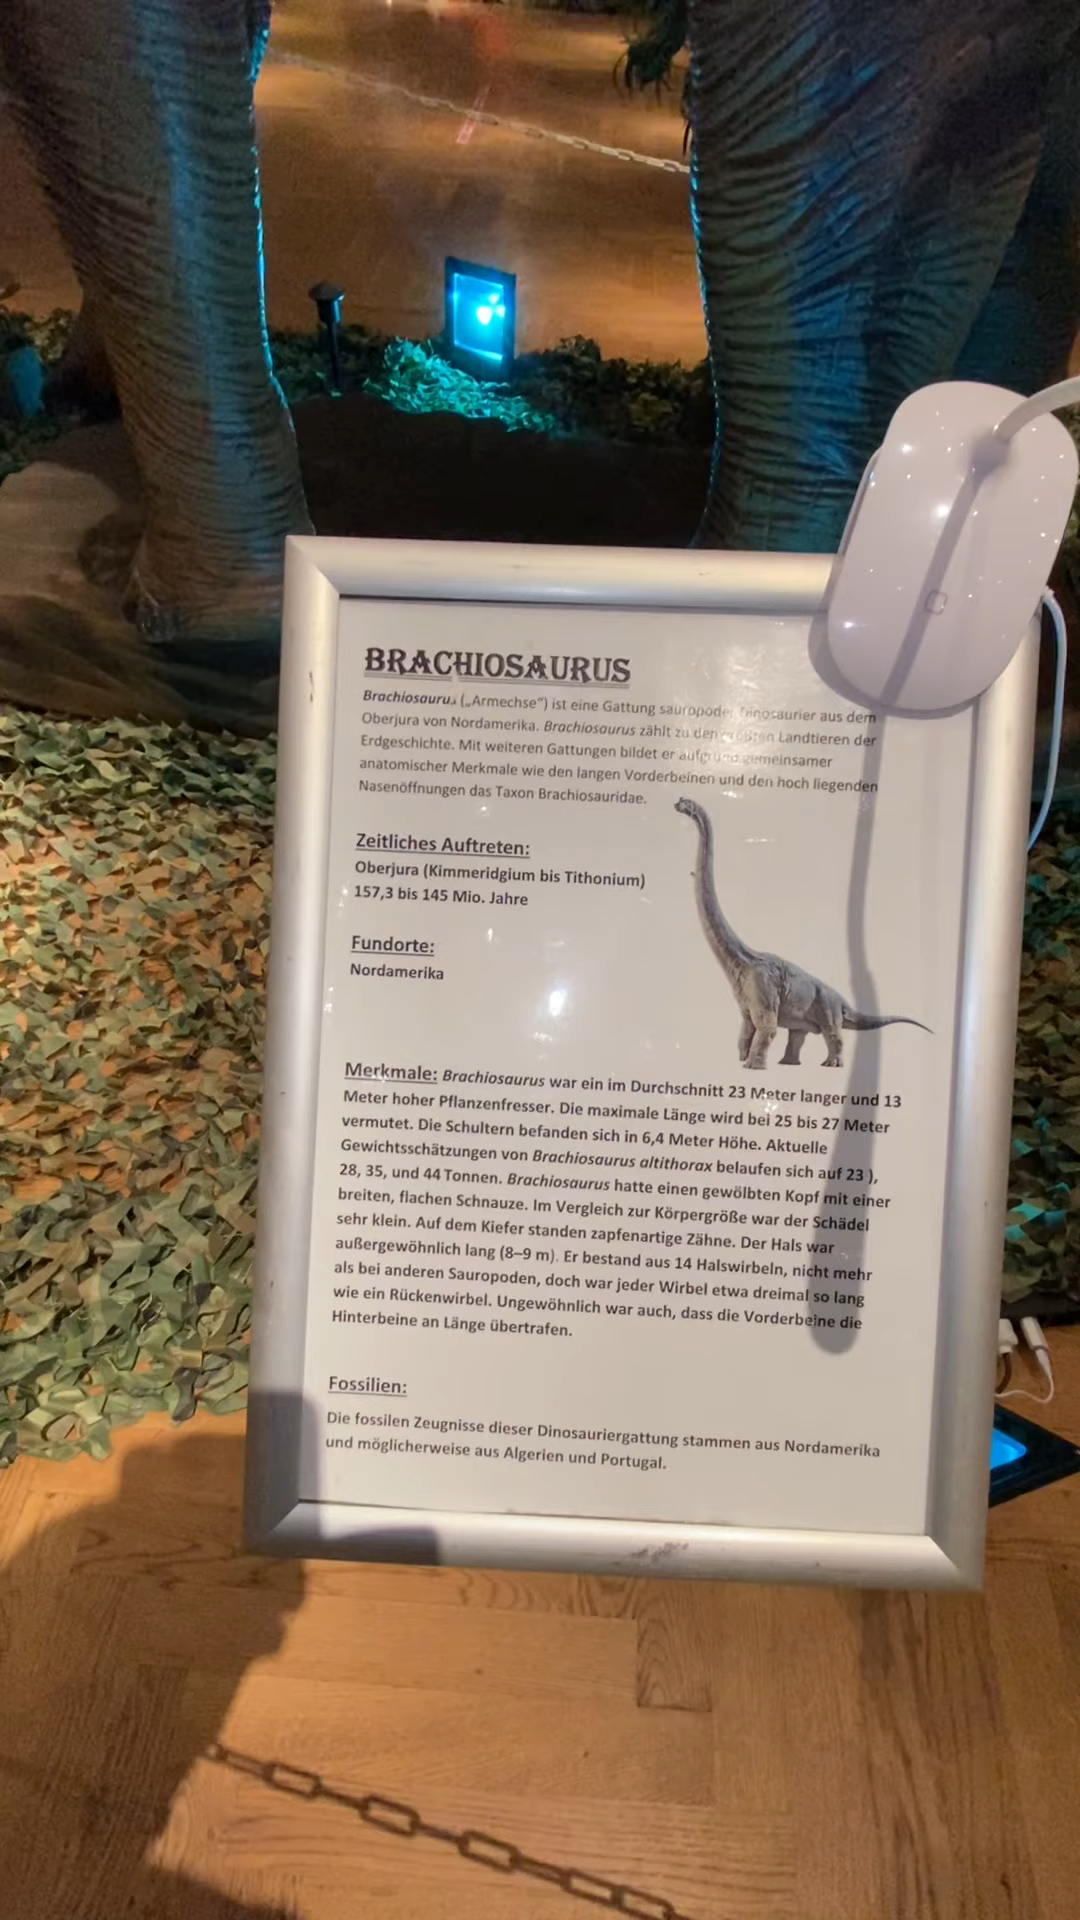 BRACHIOSAURUS
Brachiosaurus („Armechse“) ist eine Gattung sauropoder Dinosaurier aus dem
Oberjura von Nordamerika. Brachiosaurus zählt zu den größten Landtieren der
Erdgeschichte. Mit weiteren Gattungen bildet er aufgrund gemeinsamer
anatomischer Merkmale wie den langen Vorderbeinen und den hoch liegenden
Nasenöffnungen das Taxon Brachiosauridae.
Zeitliches Auftreten:
Oberjura (Kimmeridgium bis Tithonium)
157,3 bis 145 Mio. Jahre
Fundorte:
Nordamerika
Merkmale: Brachiosaurus war ein im Durchschnitt 23 Meter langer und 13
Meter hoher Pflanzenfresser. Die maximale Länge wird bei 25 bis 27 Meter
vermutet. Die Schultern befanden sich in 6,4 Meter Höhe. Aktuelle
Gewichtsschätzungen von Brachiosaurus altithorax belaufen sich auf 23 ),
28, 35, und 44 Tonnen. Brachiosaurus hatte einen gewölbten Kopf mit einer
breiten, flachen Schnauze. Im Vergleich zur Körpergröße war der Schädel
sehr klein. Auf dem Kiefer standen zapfenartige Zähne. Der Hals war
außergewöhnlich lang (8–9 m). Er bestand aus 14 Halswirbeln, nicht mehr
als bei anderen Sauropoden, doch war jeder Wirbel etwa dreimal so lang
wie ein Rückenwirbel. Ungewöhnlich war auch, dass die Vorderbeine die
Hinterbeine an Länge übertrafen.
Fossilien:
Die fossilen Zeugnisse dieser Dinosauriergattung stammen aus Nordamerika
und möglicherweise aus Algerien und Portugal.